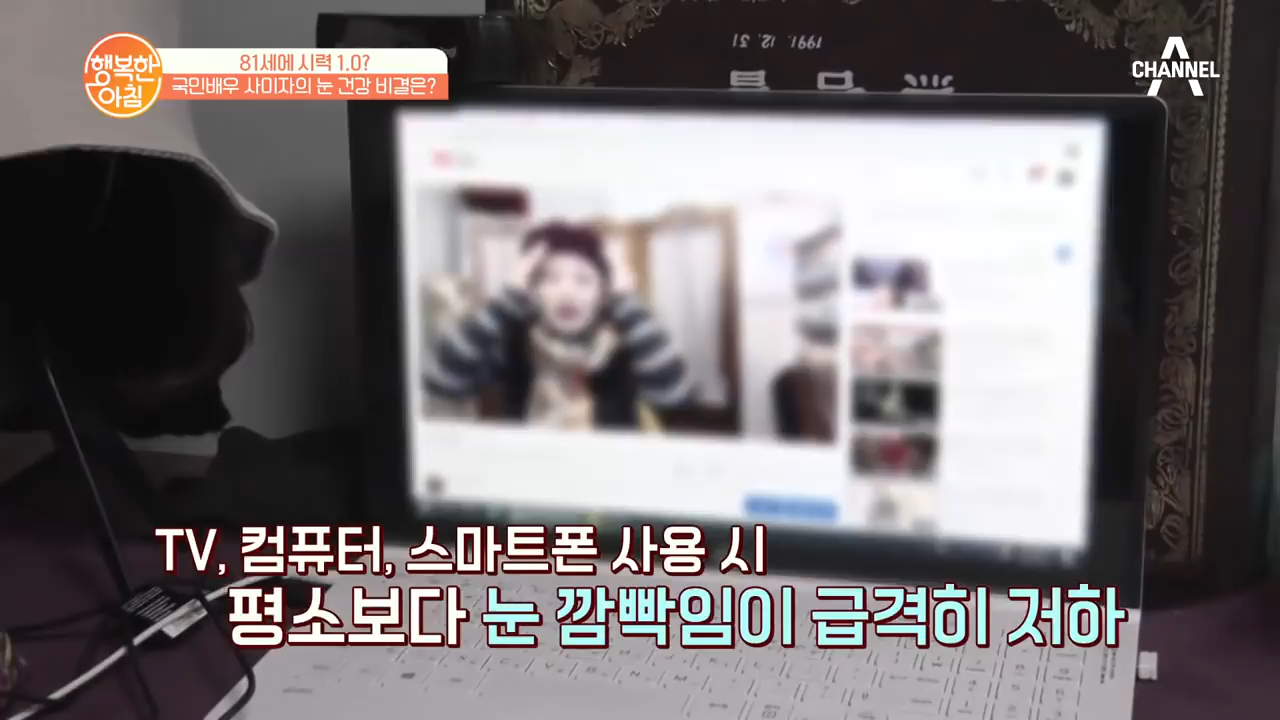 행복한
아침
81세에 시력 1.0?
국민배우 사미자의 눈 건강 비결은?
CHANNEL A
1991. 12. 31
TV, 컴퓨터, 스마트폰 사용 시
평소보다 눈 깜빡임이 급격히 저하